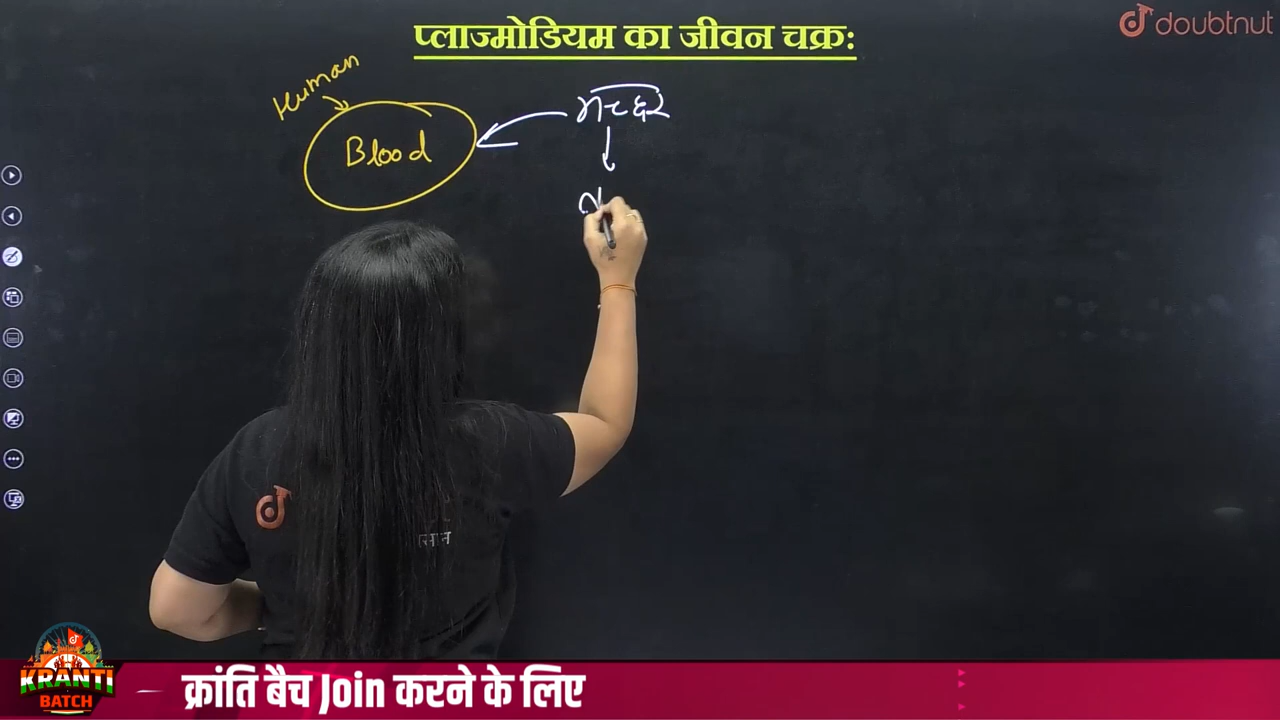 प्लाज्मोडियम का जीवन चक्र:
doubtnut
Human
Blood
मच्छर
KRANTI
BATCH
क्रांति बैच Join करने के लिए